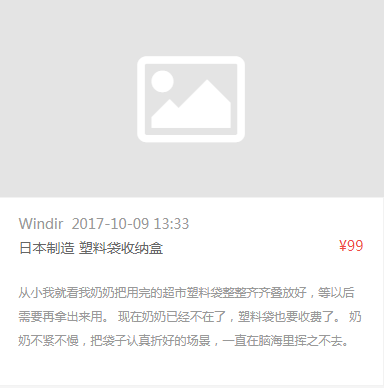 Windir 2017-10-09 13:33
日本制造 塑料袋收纳盒 ¥99
从小我就看我奶奶把用完的超市塑料袋整整齐齐叠放好，等以后
需要再拿出来用。 现在奶奶已经不在了，塑料袋也要收费了。 奶
奶不紧不慢，把袋子认真折好的场景，一直在脑海里挥之不去。